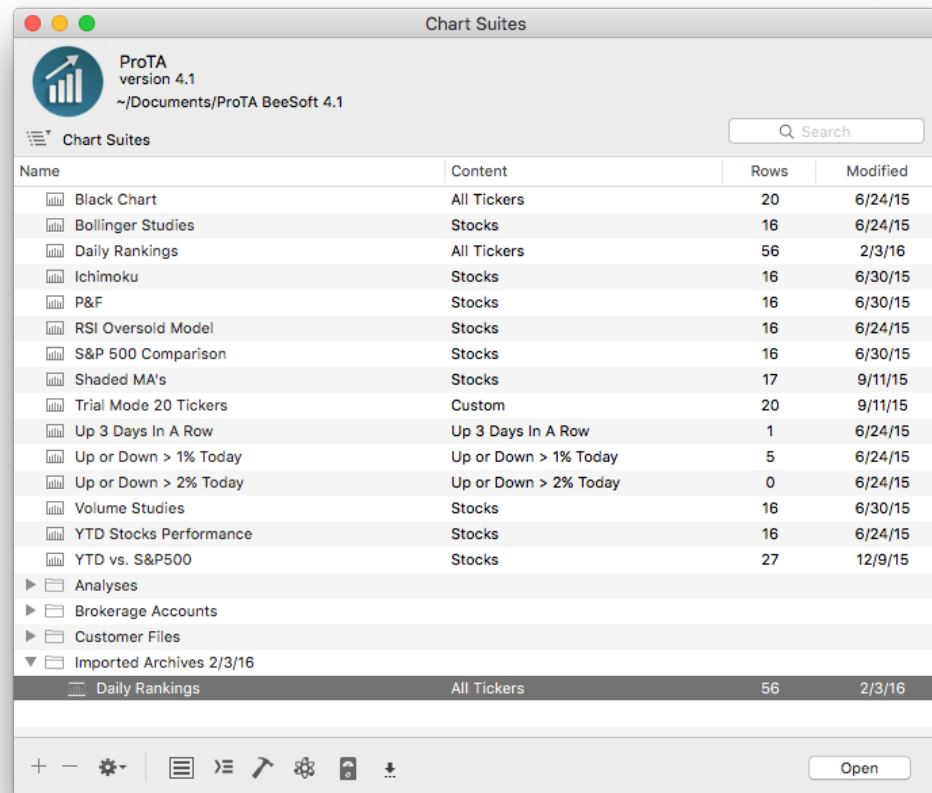 Chart Suites
ProTA
version 4.1
~/Documents/ProTA BeeSoft 4.1
Chart Suites
Search
Name Content Rows Modified
Black Chart All Tickers 20 6/24/15
Bollinger Studies Stocks 16 6/24/15
Daily Rankings All Tickers 56 2/3/16
Ichimoku Stocks 16 6/30/15
P&F Stocks 16 6/30/15
RSI Oversold Model Stocks 16 6/24/15
S&P 500 Comparison Stocks 16 6/30/15
Shaded MA's Stocks 17 9/11/15
Trial Mode 20 Tickers Custom 20 9/11/15
Up 3 Days In A Row Up 3 Days In A Row 1 6/24/15
Up or Down > 1% Today Up or Down > 1% Today 5 6/24/15
Up or Down > 2% Today Up or Down > 2% Today 0 6/24/15
Volume Studies Stocks 16 6/30/15
YTD Stocks Performance Stocks 16 6/24/15
YTD vs. S&P500 Stocks 27 12/9/15
Analyses
Brokerage Accounts
Customer Files
Imported Archives 2/3/16
Daily Rankings All Tickers 56 2/3/16
Open